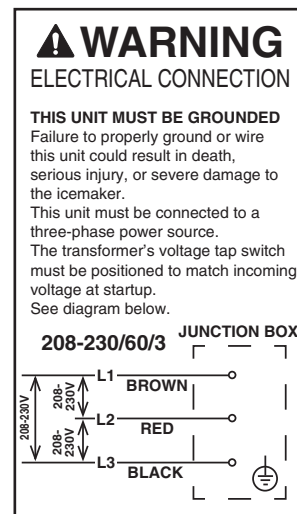 WARNING
ELECTRICAL CONNECTION
THIS UNIT MUST BE GROUNDED
Failure to properly ground or wire
this unit could result in death,
serious injury, or severe damage to
the icemaker.
This unit must be connected to a
three-phase power source.
The transformer's voltage tap switch
must be positioned to match incoming
voltage at startup.
See diagram below.
208-230/60/3
JUNCTION BOX
L1
BROWN
208-230V
208-
230V
L2
RED
208-
230V
L3
BLACK